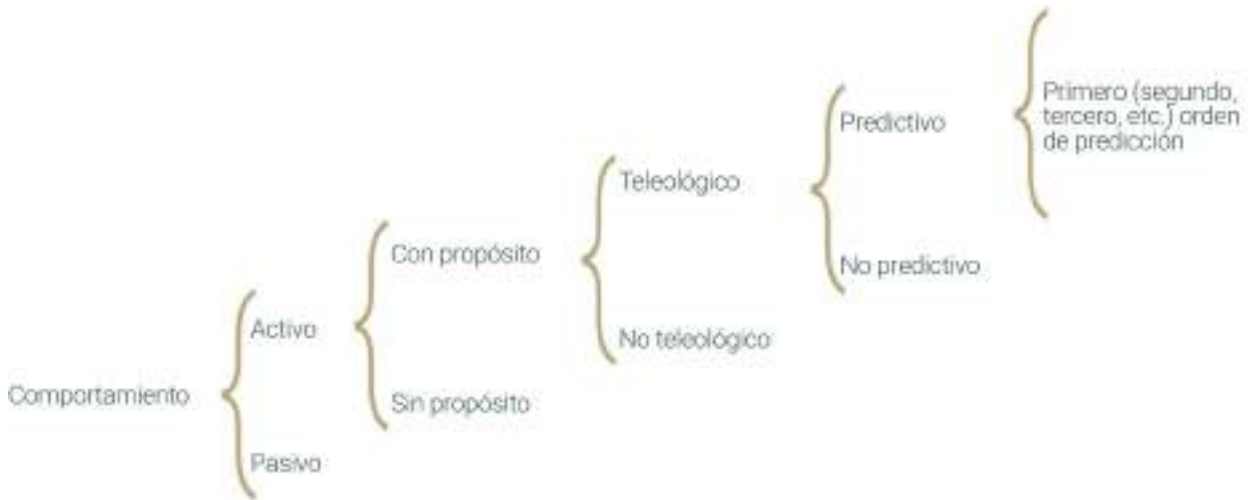 Comportamiento
Activo
Pasivo
Con propósito
Sin propósito
Teleológico
No teleológico
Predictivo
No predictivo
Primero (segundo,
tercero, etc.) orden
de predicción